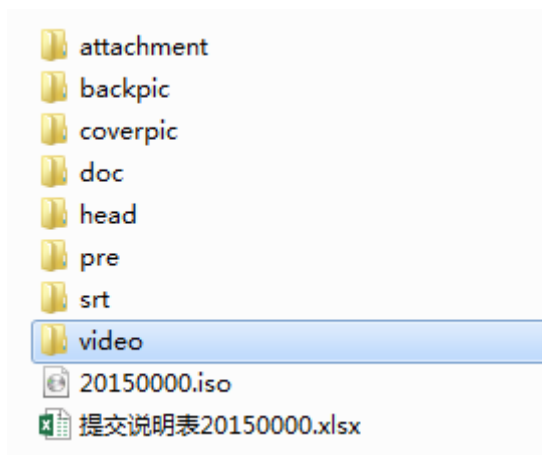 attachment
backpic
coverpic
doc
head
pre
srt
video
20150000.iso
提交说明表20150000.xlsx